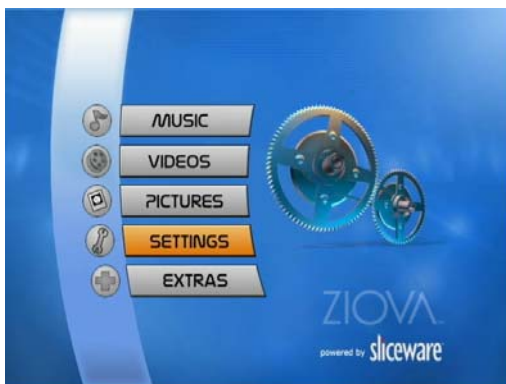 MUSIC
VIDEOS
PICTURES
SETTINGS
EXTRAS
ZIOVA
powered by sliceware